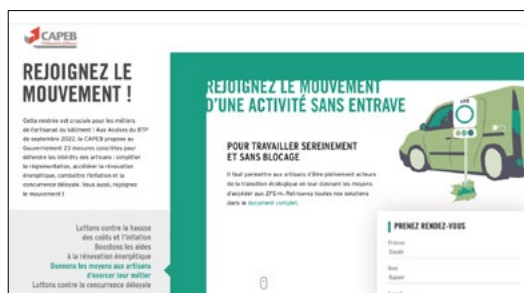 CAPEB
REJOIGNEZ LE
MOUVEMENT !
Cette rentrée est cruciale pour les métiers
de l'artisanat du bâtiment ! Aux Assises du BTP
de septembre 2022, la CAPEB propose au
Gouvernement 23 mesures concrètes pour
défendre les intérêts des artisans : simplifier
la réglementation, accélérer la rénovation
énergétique, combattre l'inflation et la
concurrence déloyale. Vous aussi, rejoignez
le mouvement !
Luttons contre la hausse
des coûts et l'inflation
Boostons les aides
à la rénovation énergétique
Donnons les moyens aux artisans
d'exercer leur métier
Luttons contre la concurrence déloyale
REJOIGNEZ LE MOUVEMENT
D'UNE ACTIVITÉ SANS ENTRAVE
POUR TRAVAILLER SEREINEMENT
ET SANS BLOCAGE
Il faut permettre aux artisans d'être pleinement acteurs
de la transition écologique en leur donnant les moyens
d'accéder aux ZFE-m. Retrouvez toutes nos solutions
dans le document complet.
ZFE
PRENEZ RENDEZ-VOUS
Prénom
Claude
Nom
Dupont